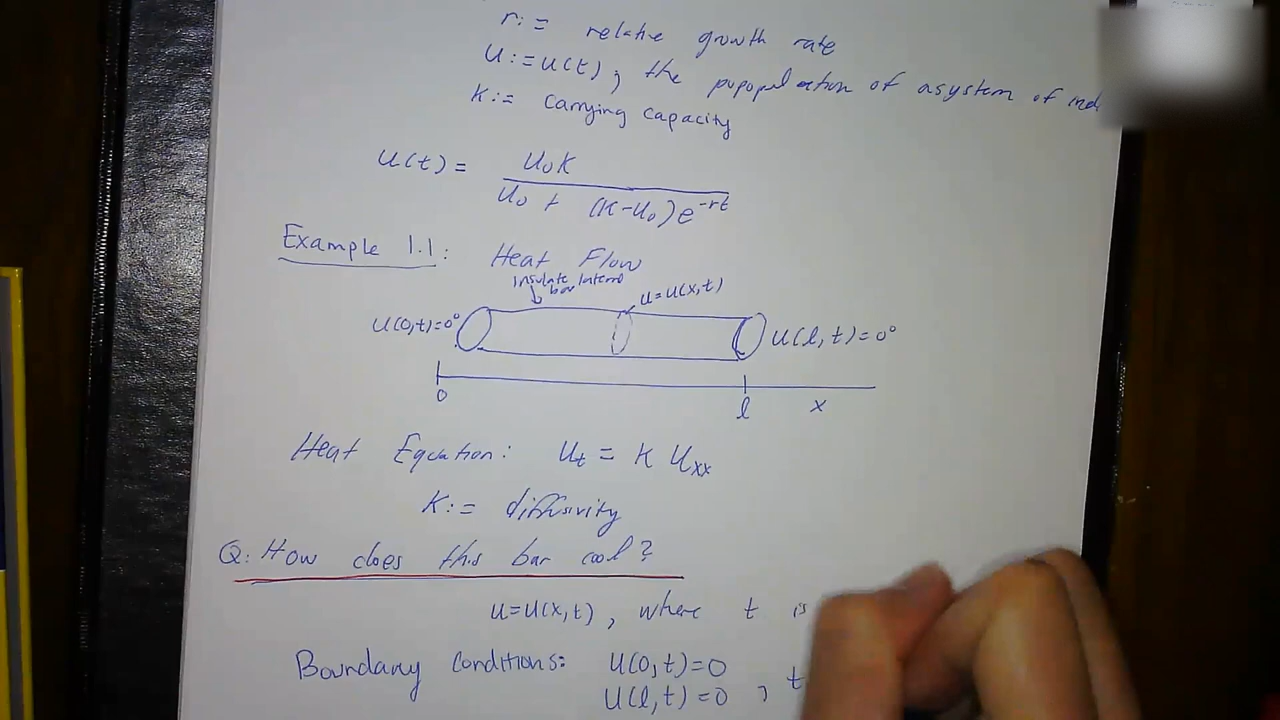 r:= relative growth rate
U:=U(t), the pupopulation of asystem of
K:= Carrying Capacity
U(t)= U₀K / U₀ + (K-U₀)e^-rt
Example 1.1: Heat Flow
Insulate
bar lateral
U=U(x,t)
U(0,t)=0°
U(l,t)=0°
0 l x
Heat Equation: Ut = K Uxx
K:= diffusivity
Q: How does this bar cool?
U=U(x,t), where t is
Boundary Conditions: U(0,t)=0
U(l,t)=0, t